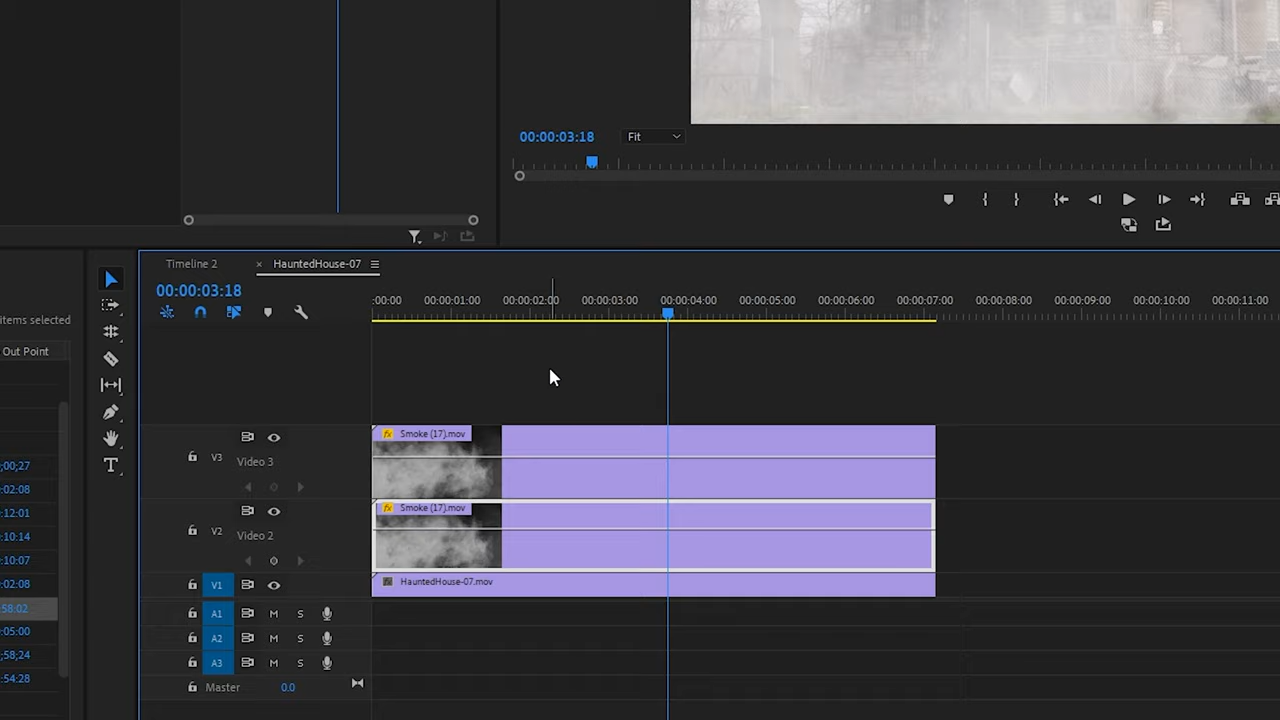 00:00:03:18 Fit
Timeline 2 × HauntedHouse-07
00:00:03:18
:00:00 00:00:01:00 00:00:02:00 00:00:03:00 00:00:04:00 00:00:05:00 00:00:06:00 00:00:07:00 00:00:08:00 00:00:09:00 00:00:10:00 00:00:11:00
items selected
Out Point
;00;27
:02:08
:12:01
:10:14
:10:07
:02:08
:58:02
:05:00
;58;24
:54:28
T
fx Smoke (17).mov
V3 Video 3
fx Smoke (17).mov
V2 Video 2
V1 HauntedHouse-07.mov
A1 M S
A2 M S
A3 M S
Master 0.0